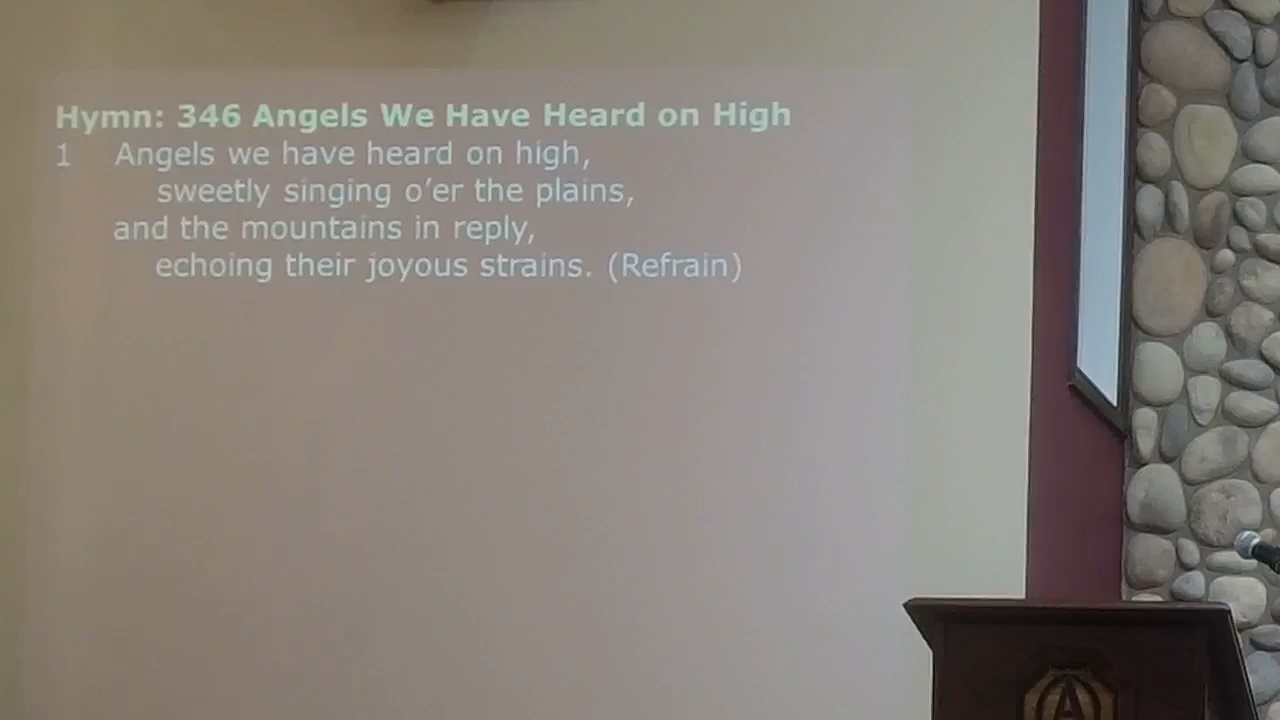 Hymn: 346 Angels We Have Heard on High
1 Angels we have heard on high,
sweetly singing o’er the plains,
and the mountains in reply,
echoing their joyous strains. (Refrain)